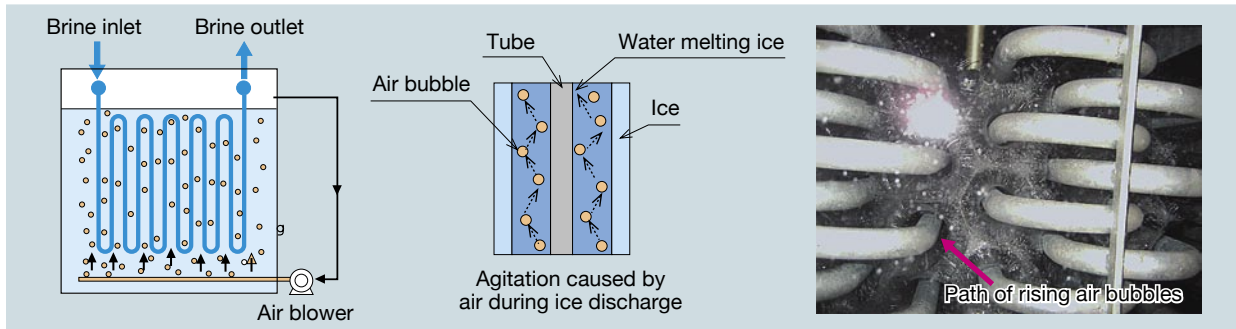 Brine inlet
Brine outlet
g
Air blower
Tube
Water melting ice
Air bubble
Ice
Agitation caused by
air during ice discharge
Path of rising air bubbles